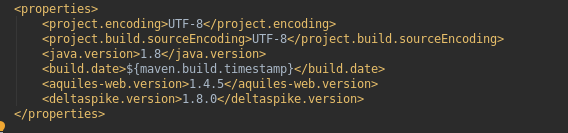 <properties>
<project.encoding>UTF-8</project.encoding>
<project.build.sourceEncoding>UTF-8</project.build.sourceEncoding>
<java.version>1.8</java.version>
<build.date>${maven.build.timestamp}</build.date>
<aquiles-web.version>1.4.5</aquiles-web.version>
<deltaspike.version>1.8.0</deltaspike.version>
</properties>